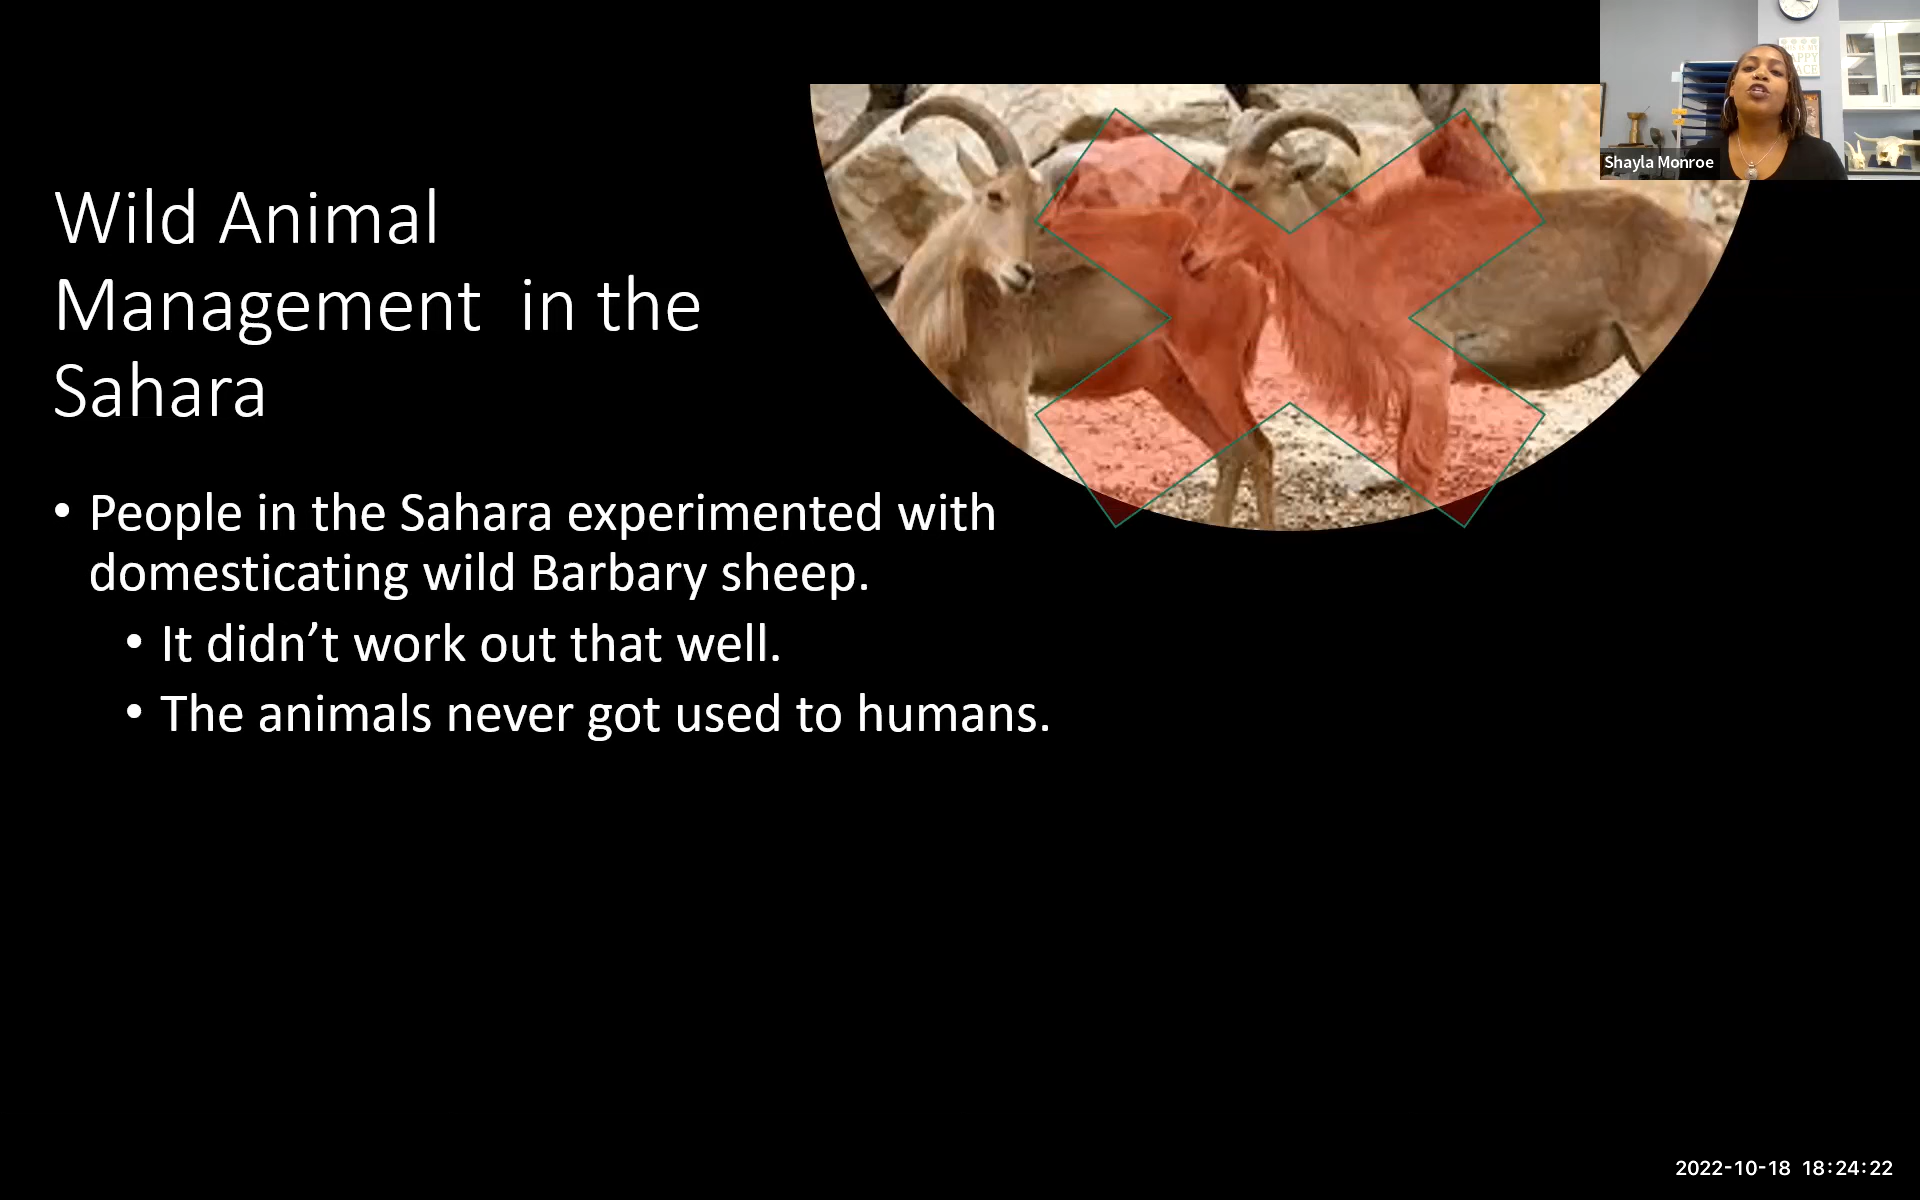 Wild Animal
Management  in the
Sahara
• People in the Sahara experimented with
domesticating wild Barbary sheep.
• It didn’t work out that well.
• The animals never got used to humans.
Shayla Monroe
2022-10-18 18:24:22